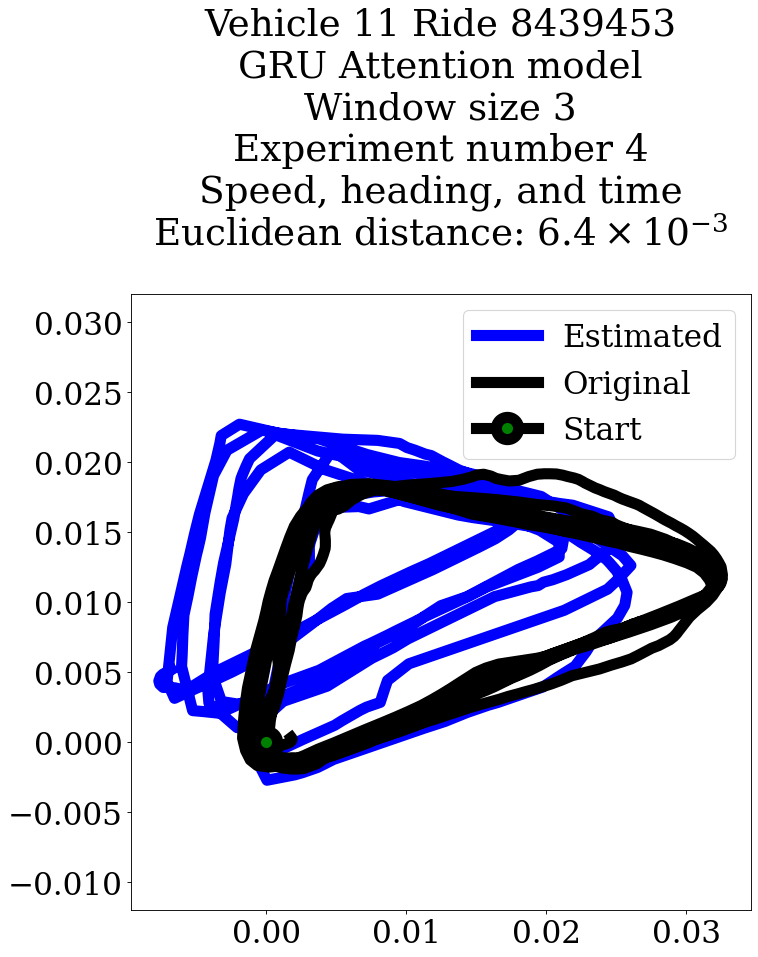 Vehicle 11 Ride 8439453
GRU Attention model
Window size 3
Experiment number 4
Speed, heading, and time
Euclidean distance: 6.4 × 10⁻³
Estimated
Original
Start
0.030
0.025
0.020
0.015
0.010
0.005
0.000
−0.005
−0.010
0.00 0.01 0.02 0.03